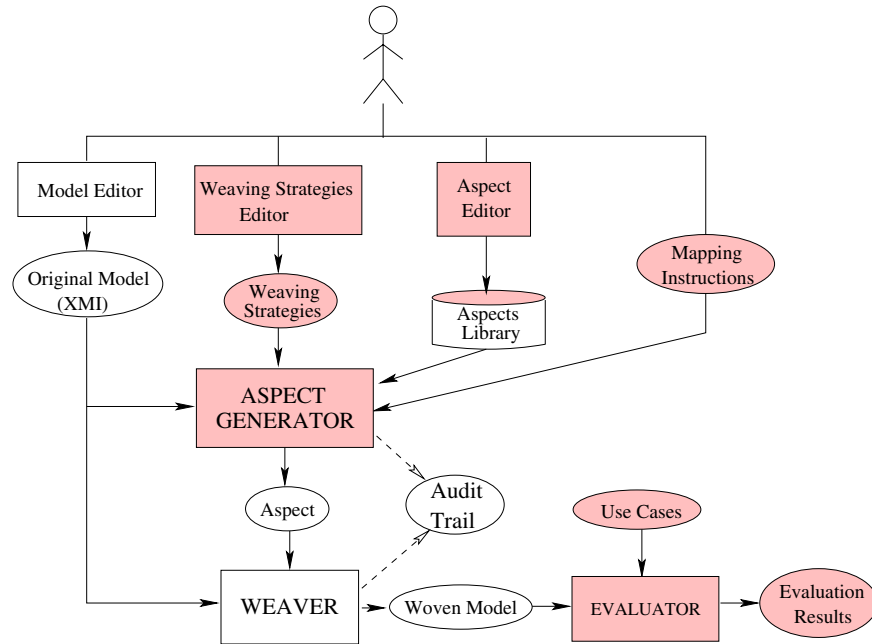 Model Editor
Weaving Strategies
Editor
Aspect
Editor
Original Model
(XMI)
Weaving
Strategies
Aspects
Library
Mapping
Instructions
ASPECT
GENERATOR
Aspect
Audit
Trail
Use Cases
WEAVER
Woven Model
EVALUATOR
Evaluation
Results